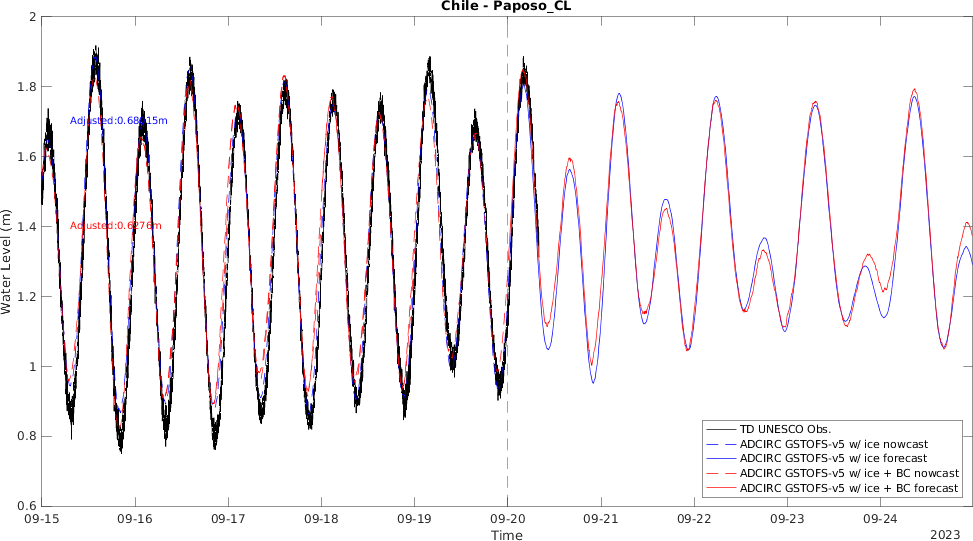 Chile - Paposo_CL
2
1.8
1.6
1.4
1.2
1
0.8
0.6
Water Level (m)
Adjusted:0.6276m
TD UNESCO Obs.
ADCIRC GSTOFS-v5 w/ ice nowcast
ADCIRC GSTOFS-v5 w/ ice forecast
ADCIRC GSTOFS-v5 w/ ice + BC nowcast
ADCIRC GSTOFS-v5 w/ ice + BC forecast
09-15
09-16
09-17
09-18
09-19
09-20
09-21
09-22
09-23
09-24
Time
2023